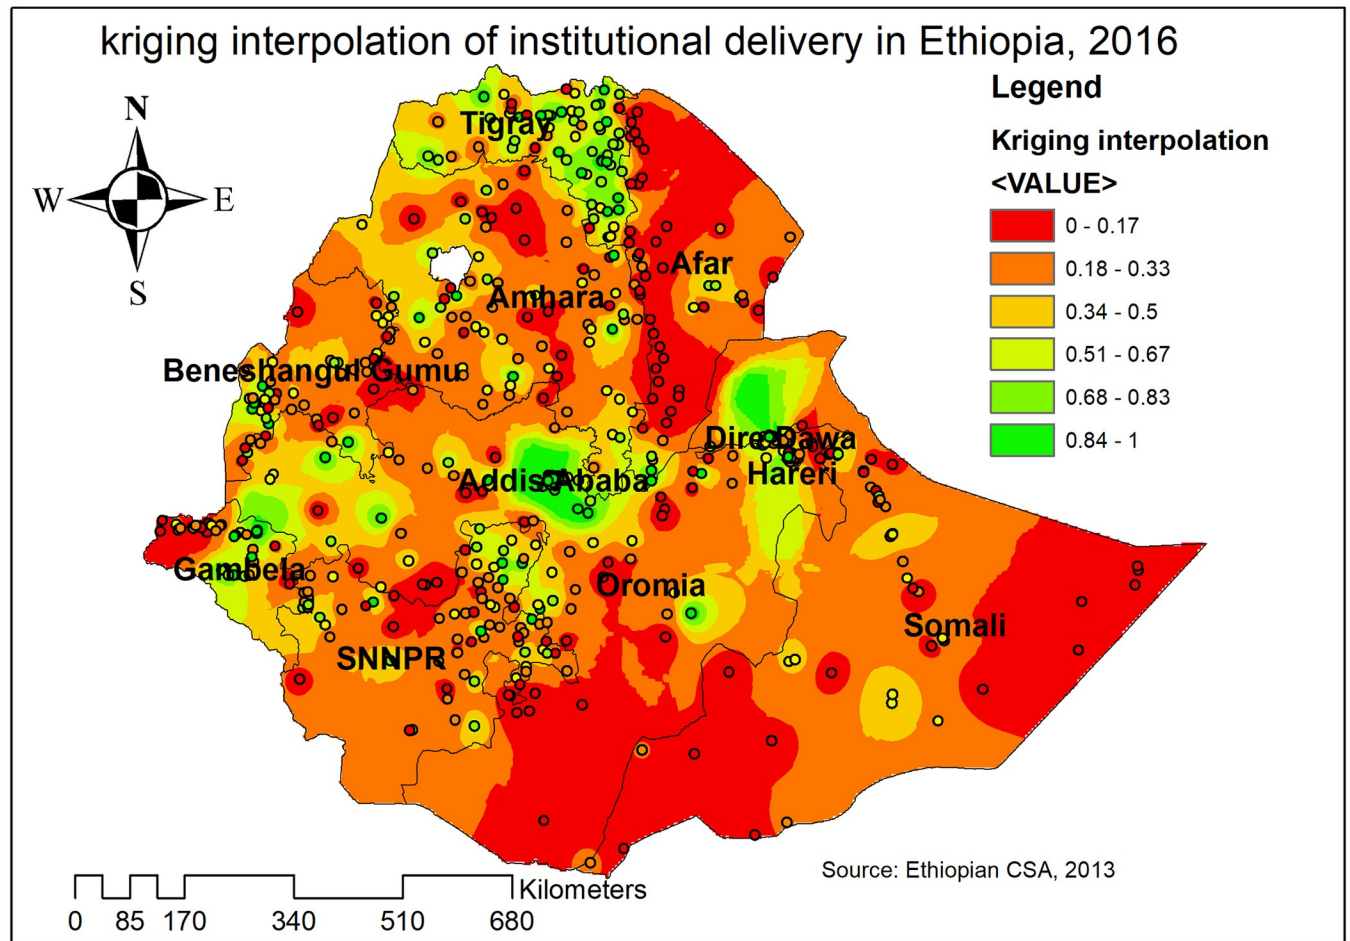 kriging interpolation of institutional delivery in Ethiopia, 2016
N
W
E
S
Legend
Kriging interpolation
<VALUE>
0 - 0.17
0.18 - 0.33
0.34 - 0.5
0.51 - 0.67
0.68 - 0.83
0.84 - 1
Tigray
Afar
Amhara
Beneshangul Gumu
Dire Dawa
Hareri
Addis Ababa
Gambela
Oromia
Somali
SNNPR
Source: Ethiopian CSA, 2013
Kilometers
0 85 170 340 510 680